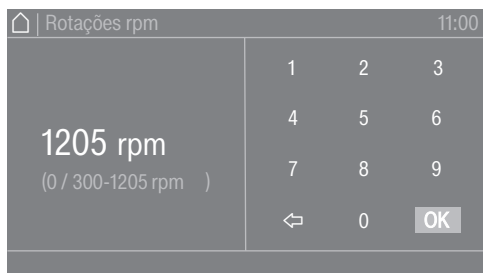 | Rotações rpm 11:00
1205 rpm
(0 / 300-1205 rpm )
1 2 3
4 5 6
7 8 9
0 OK